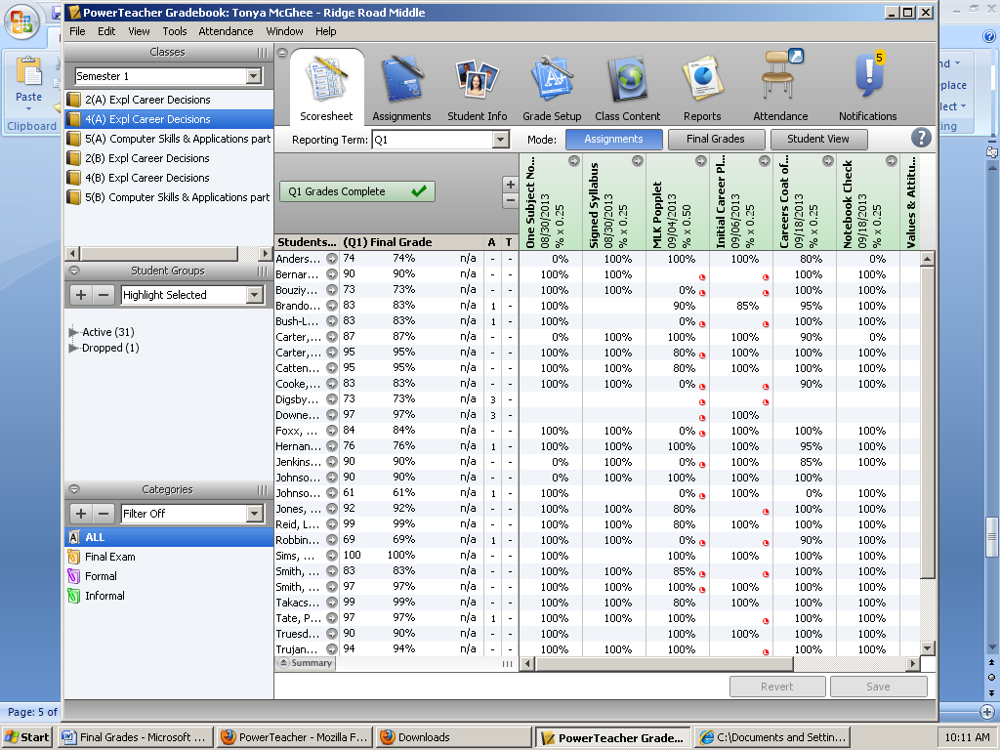 PowerTeacher Gradebook: Tonya McGhee - Ridge Road Middle
File Edit View Tools Attendance Window Help
Paste
Clipboard
Classes
Semester 1
2(A) Expl Career Decisions
4(A) Expl Career Decisions
5(A) Computer Skills & Applications part
2(B) Expl Career Decisions
4(B) Expl Career Decisions
5(B) Computer Skills & Applications part
Student Groups
Highlight Selected
Active (31)
Dropped (1)
Categories
Filter Off
ALL
Final Exam
Formal
Informal
Scoresheet Assignments Student Info Grade Setup Class Content Reports Attendance 5 Notifications
Reporting Term: Q1 Mode: Assignments Final Grades Student View
Q1 Grades Complete
One Subject No... 08/30/2013 % x 0.25
Signed Syllabus 08/30/2013 % x 0.25
MLK Popplet 09/04/2013 % x 0.50
Initial Career Pl... 09/06/2013 % x 0.25
Careers Coat of... 09/18/2013 % x 0.25
Notebook Check 09/18/2013 % x 0.25
Values & Attitu...
Students... (Q1) Final Grade A T
Anders... 74 74% n/a - - 0% 100% 100% 100% 80% 0%
Bernar... 90 90% n/a - - 100% 100% 100% 100%
Bouziy... 73 73% n/a - - 100% 100% 0% 100% 100%
Brando... 83 83% n/a 1 - 100% 90% 85% 95% 100%
Bush-L... 83 83% n/a 1 - 100% 0% 100% 100%
Carter,... 87 87% n/a - - 0% 100% 100% 100% 90% 0%
Carter,... 95 95% n/a - - 100% 100% 80% 100% 100% 100%
Catten... 95 95% n/a - - 100% 100% 80% 100% 100% 100%
Cooke,... 83 83% n/a - - 100% 100% 0% 90% 100%
Digsby... 73 73% n/a 3 -
Downe... 97 97% n/a 3 - 100%
Foxx, ... 84 84% n/a - - 100% 100% 0% 100% 100% 100%
Hernan... 76 76% n/a 1 - 100% 100% 100% 100% 95%
Jenkins... 90 90% n/a - - 0% 100% 0% 100% 85% 100%
Johnso... 90 90% n/a - - 0% 100% 100% 100% 100%
Johnso... 61 61% n/a 1 - 100% 100% 0% 100% 0% 100%
Jones, ... 92 92% n/a - - 100% 100% 80% 100% 100%
Reid, L... 99 99% n/a - - 100% 100% 80% 100% 100% 100%
Robbin... 69 69% n/a 1 - 100% 100% 0% 90% 100%
Sims, ... 100 100% n/a - - 100% 100% 100% 100% 100%
Smith, ... 83 83% n/a - - 100% 100% 85% 100% 100%
Smith, ... 97 97% n/a - - 100% 100% 100% 100% 100% 100%
Takacs... 99 99% n/a - - 100% 100% 80% 100% 100% 100%
Tate, P... 97 97% n/a 1 - 100% 100% 100% 100% 100%
Truesd... 90 90% n/a - - 100% 100% 100% 100% 100%
Trujan... 94 94% n/a - - 100% 100% 100% 100% 100%
Summary
Revert Save
Page: 5 of
Start Final Grades - Microsoft ... PowerTeacher - Mozilla F... Downloads PowerTeacher Grade... C:\Documents and Settin... 10:11 AM